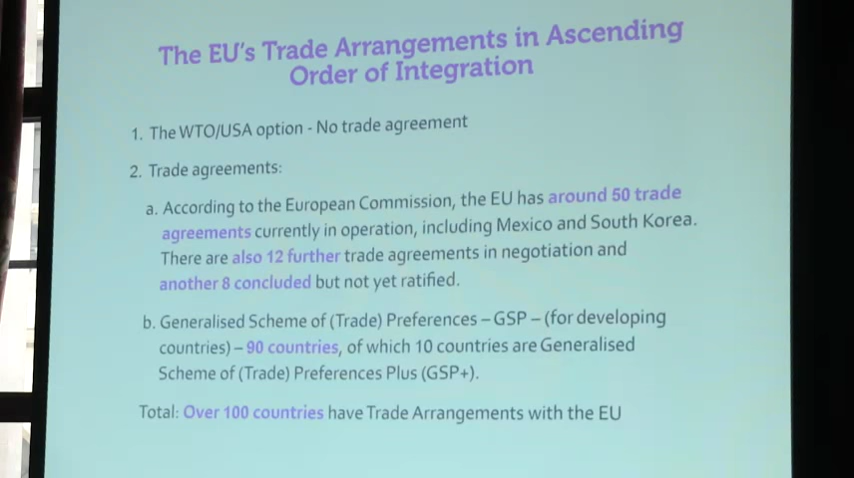 The EU's Trade Arrangements in Ascending
Order of Integration
1. The WTO/USA option - No trade agreement
2. Trade agreements:
a. According to the European Commission, the EU has around 50 trade
agreements currently in operation, including Mexico and South Korea.
There are also 12 further trade agreements in negotiation and
another 8 concluded but not yet ratified.
b. Generalised Scheme of (Trade) Preferences – GSP – (for developing
countries) – 90 countries, of which 10 countries are Generalised
Scheme of (Trade) Preferences Plus (GSP+).
Total: Over 100 countries have Trade Arrangements with the EU